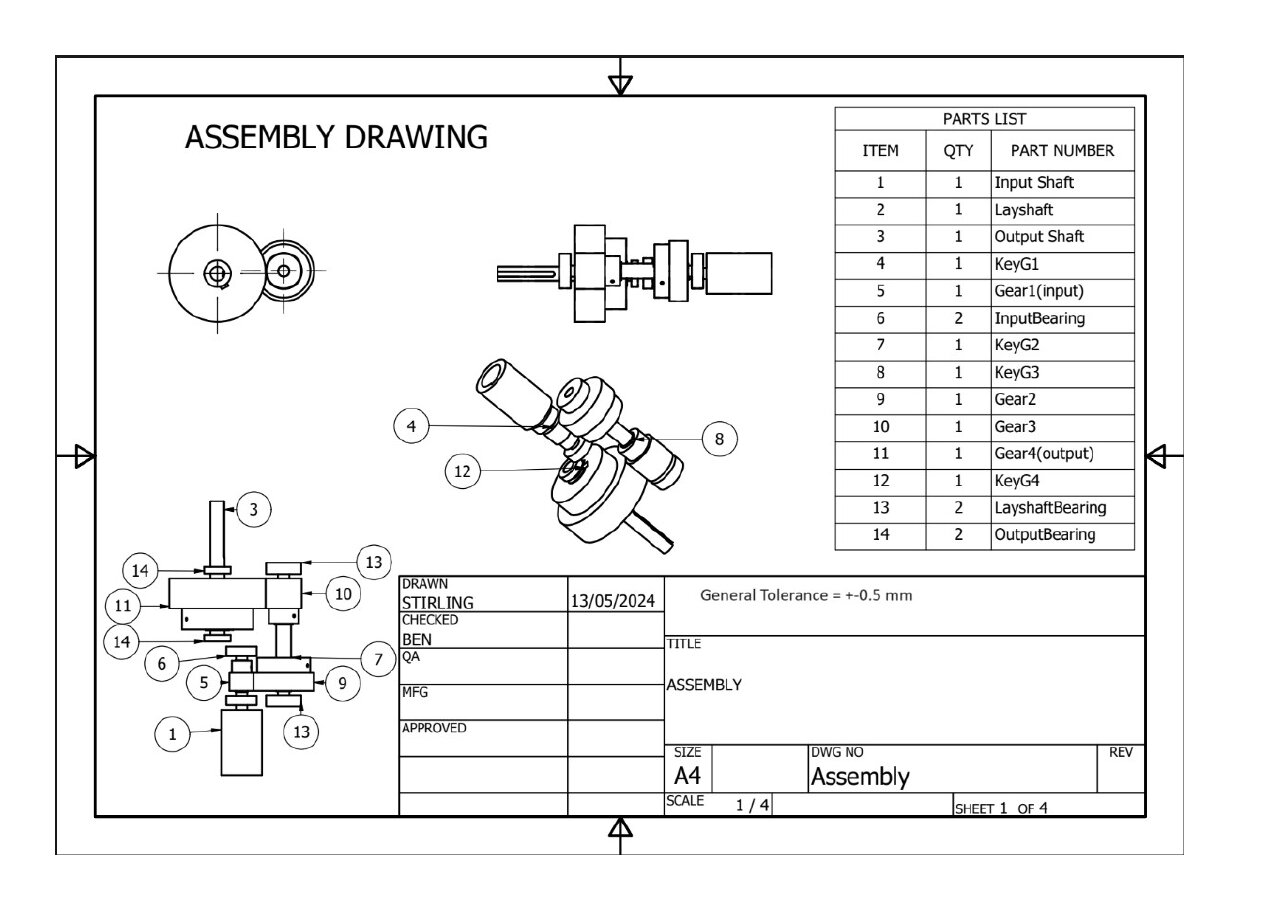 ASSEMBLY DRAWING
PARTS LIST
ITEM QTY PART NUMBER
1 1 Input Shaft
2 1 Layshaft
3 1 Output Shaft
4 1 KeyG1
5 1 Gear1(input)
6 2 InputBearing
7 1 KeyG2
8 1 KeyG3
9 1 Gear2
10 1 Gear3
11 1 Gear4(output)
12 1 KeyG4
13 2 LayshaftBearing
14 2 OutputBearing
4
8
12
3
13
14
10
11
14
6
7
5
9
1
13
DRAWN
STIRLING 13/05/2024
CHECKED
BEN
QA
MFG
APPROVED
General Tolerance = +-0.5 mm
TITLE
ASSEMBLY
SIZE
A4
DWG NO
Assembly
REV
SCALE 1 / 4
SHEET 1 OF 4